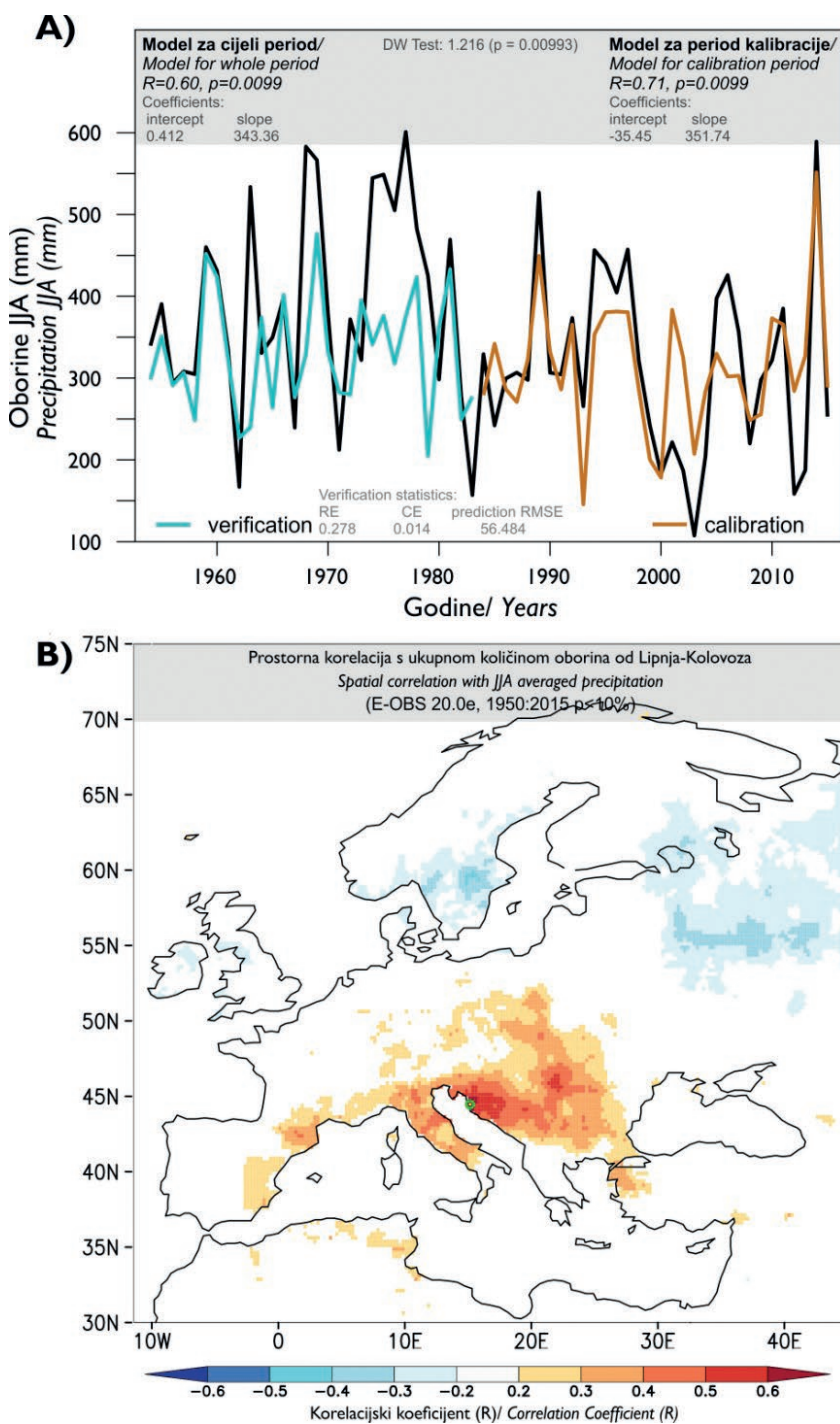 A)
Model za cijeli period/
Model for whole period
R=0.60, p=0.0099
Coefficients:
intercept slope
0.412 343.36
DW Test: 1.216 (p = 0.00993)
Model za period kalibracije/
Model for calibration period
R=0.71, p=0.0099
Coefficients:
intercept slope
-35.45 351.74
Oborine JJA (mm)
Precipitation JJA (mm)
600
500
400
300
200
100
Verification statistics:
RE CE prediction RMSE
0.278 0.014 56.484
verification
calibration
1960 1970 1980 1990 2000 2010
Godine/ Years
B)
Prostorna korelacija s ukupnom količinom oborina od Lipnja-Kolovoza
Spatial correlation with JJA averaged precipitation
(E-OBS 20.0e, 1950:2015 p<10%)
75N
70N
65N
60N
55N
50N
45N
40N
35N
30N
10W 0 10E 20E 30E 40E
-0.6 -0.5 -0.4 -0.3 -0.2 0.2 0.3 0.4 0.5 0.6
Korelacijski koeficijent (R)/ Correlation Coefficient (R)